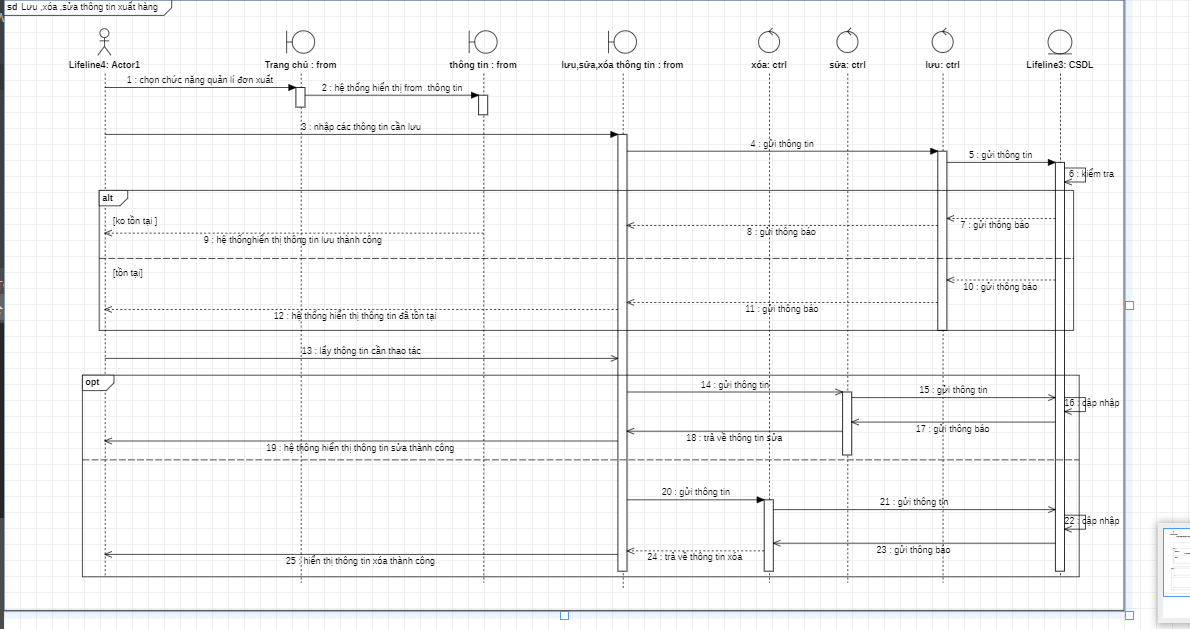 sd Lưu ,xóa ,sửa thông tin xuất hàng
Lifeline4: Actor1
Trang chủ : from
thông tin : from
lưu,sửa,xóa thông tin : from
xóa: ctrl
sửa: ctrl
lưu: ctrl
Lifeline3: CSDL
1 : chọn chức năng quản lí đơn xuất
2 : hệ thống hiển thị from thông tin
3 : nhập các thông tin cần lưu
4 : gửi thông tin
5 : gửi thông tin
6 : kiểm tra
alt
[ko tồn tại ]
7 : gửi thông báo
8 : gửi thông báo
9 : hệ thốnghiển thị thông tin lưu thành công
[tồn tại]
10 : gửi thông báo
11 : gửi thông báo
12 : hệ thống hiển thị thông tin đã tồn tại
13 : lấy thông tin cần thao tác
opt
14 : gửi thông tin
15 : gửi thông tin
16 : cập nhập
17 : gửi thông báo
18 : trả về thông tin sửa
19 : hệ thông hiển thị thông tin sửa thành công
20 : gửi thông tin
21 : gửi thông tin
22 : cập nhập
23 : gửi thông báo
24 : trả về thông tin xóa
25 : hiển thị thông tin xóa thành công